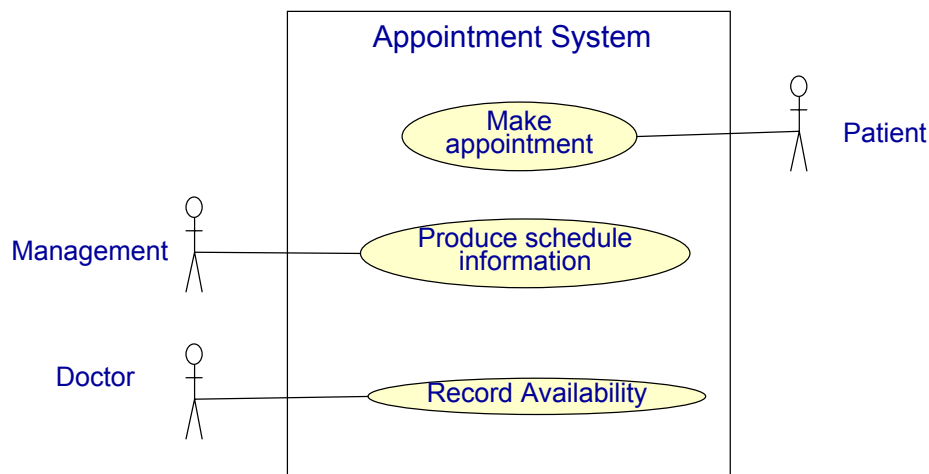 Appointment System
Make
appointment
Patient
Management
Produce schedule
information
Doctor
Record Availability